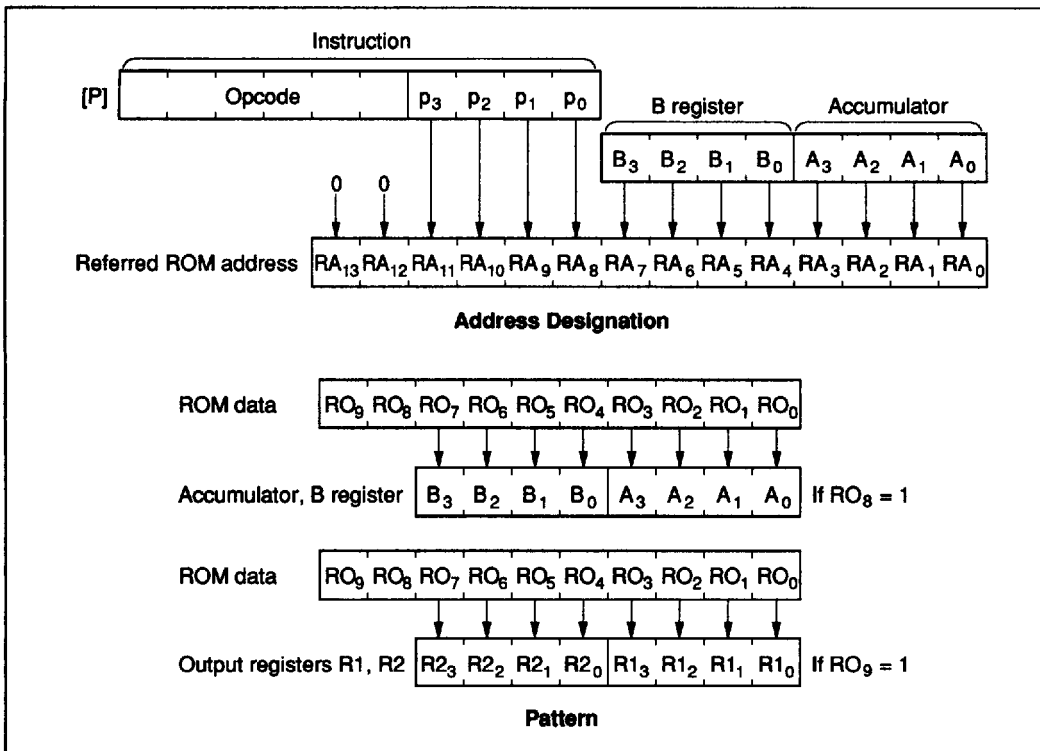 Instruction
[P] Opcode p3 p2 p1 p0
B register Accumulator
B3 B2 B1 B0 A3 A2 A1 A0
0 0
Referred ROM address RA13 RA12 RA11 RA10 RA9 RA8 RA7 RA6 RA5 RA4 RA3 RA2 RA1 RA0
Address Designation
ROM data RO9 RO8 RO7 RO6 RO5 RO4 RO3 RO2 RO1 RO0
Accumulator, B register B3 B2 B1 B0 A3 A2 A1 A0 If RO8 = 1
ROM data RO9 RO8 RO7 RO6 RO5 RO4 RO3 RO2 RO1 RO0
Output registers R1, R2 R23 R22 R21 R20 R13 R12 R11 R10 If RO9 = 1
Pattern